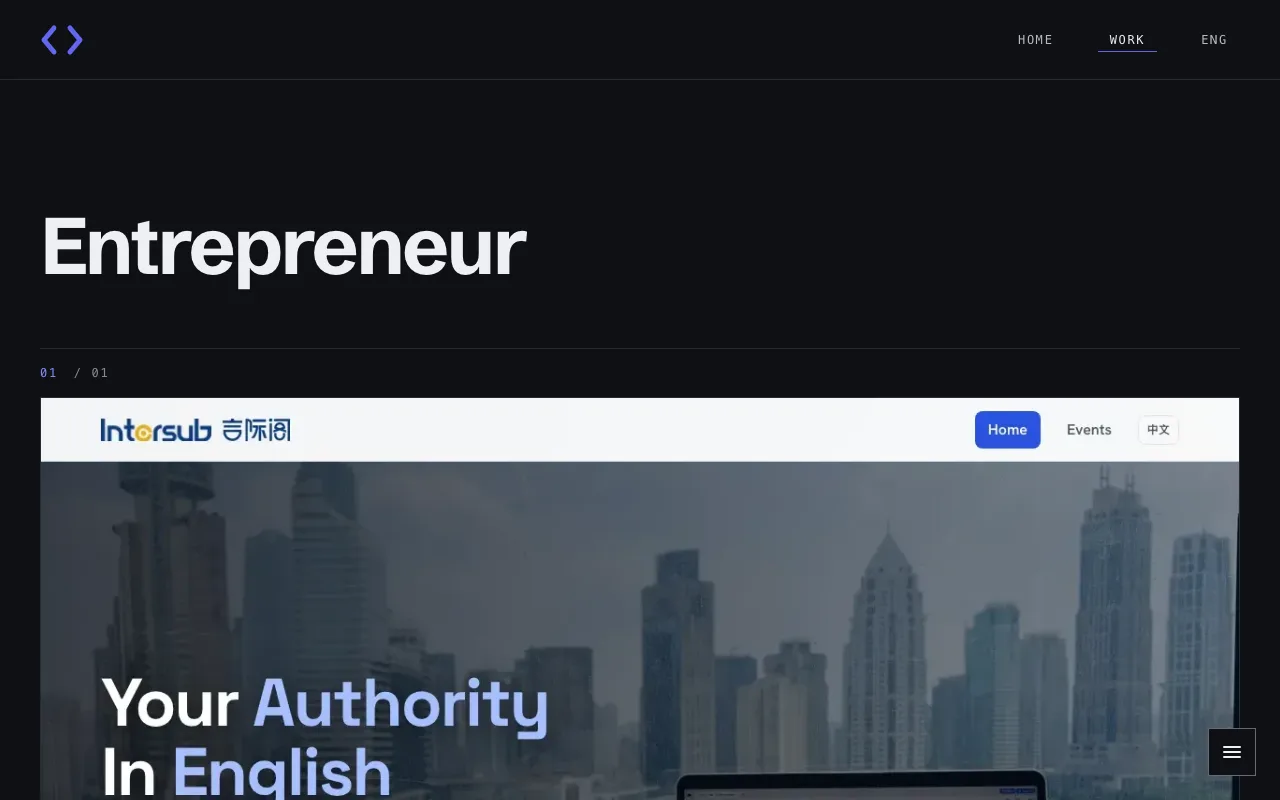 HOME
WORK
ENG
Entrepreneur
01 / 01
Intersub 言际阁
Home
Events
中文
Your Authority
In English